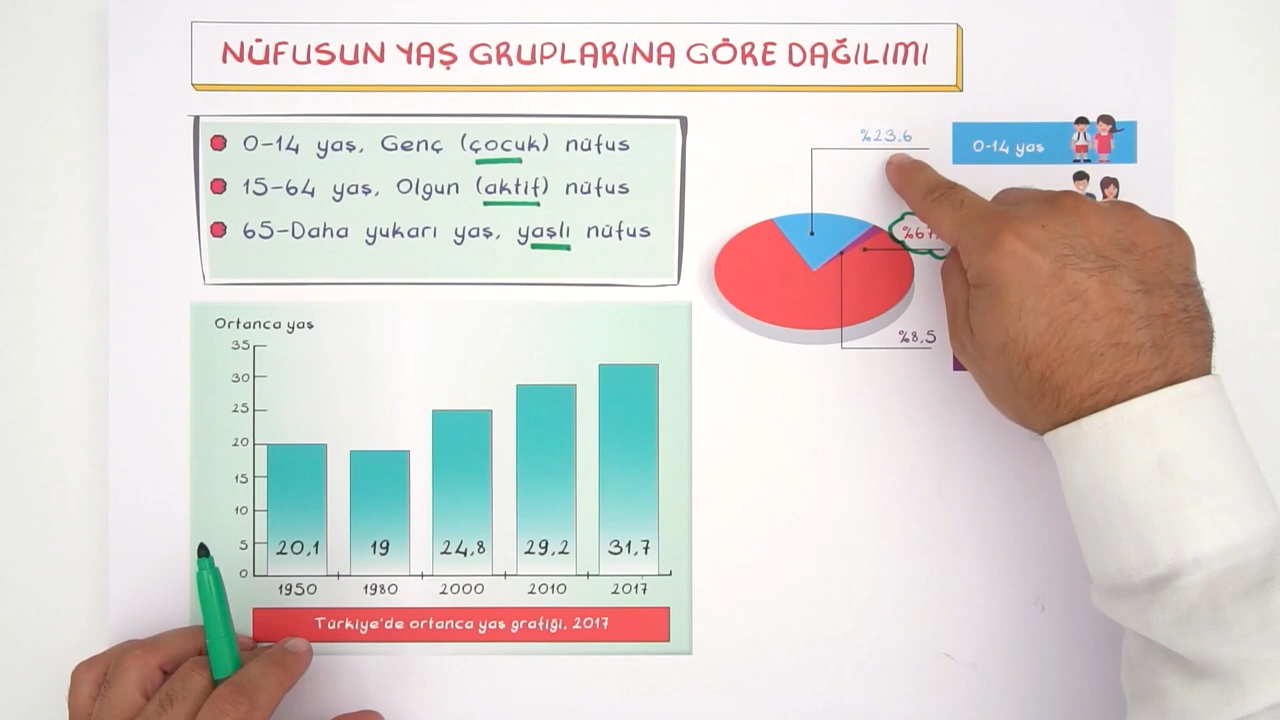 NÜFUSUN YAŞ GRUPLARINA GÖRE DAĞILIMI
0-14 yaş, Genç (çocuk) nüfus
15-64 yaş, Olgun (aktif) nüfus
65-Daha yukarı yaş, yaşlı nüfus
%23,6
0-14 yaş
%8,5
Ortanca yaş
35
30
25
20
15
10
5
0
20,1
19
24,8
29,2
31,7
1950
1980
2000
2010
2017
Türkiye'de ortanca yaş grafiği, 2017